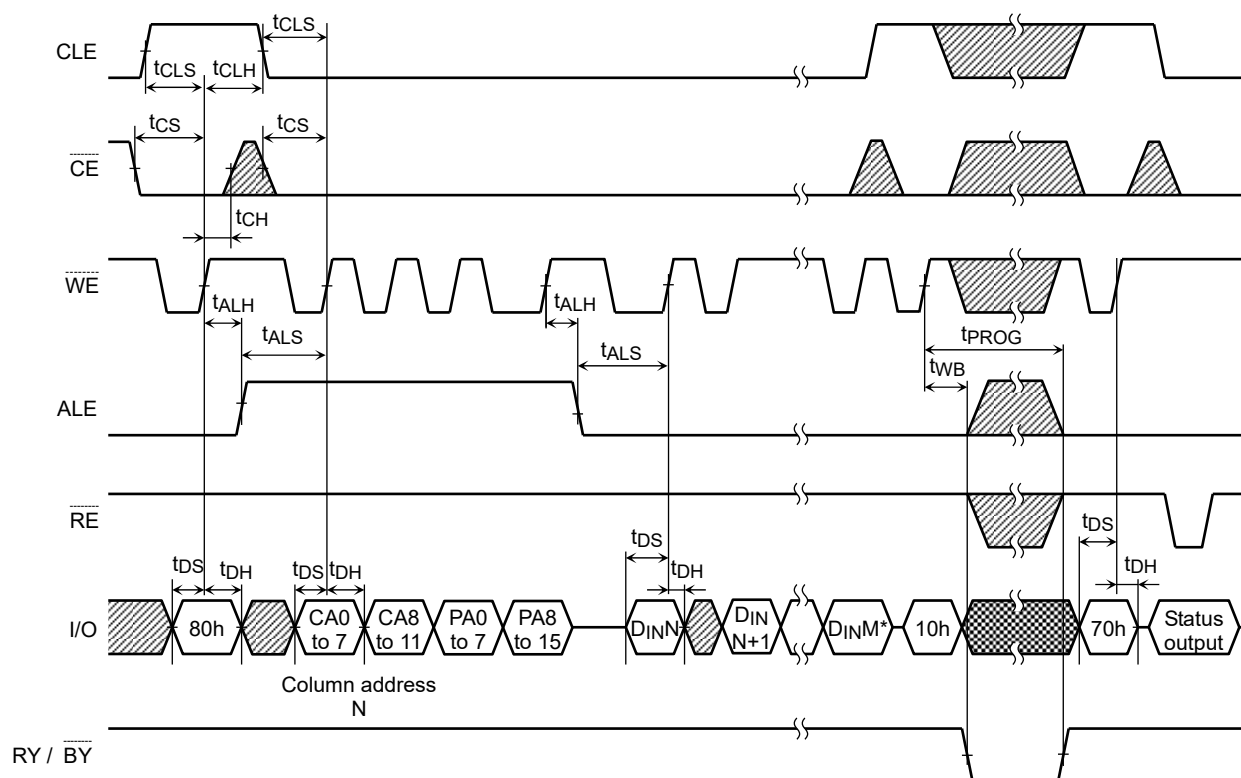 tCLS
CLE
tCLS tCLH
tCS tCS
CE
tCH
WE
tALH tALH
tALS tALS tPROG
tWB
ALE
RE
tDS tDH tDS tDH tDS tDH tDS tDH
I/O
80h
CA0 to 7
CA8 to 11
PA0 to 7
PA8 to 15
DINN
DIN N+1
DINM*
10h
70h
Status output
Column address
N
RY / BY